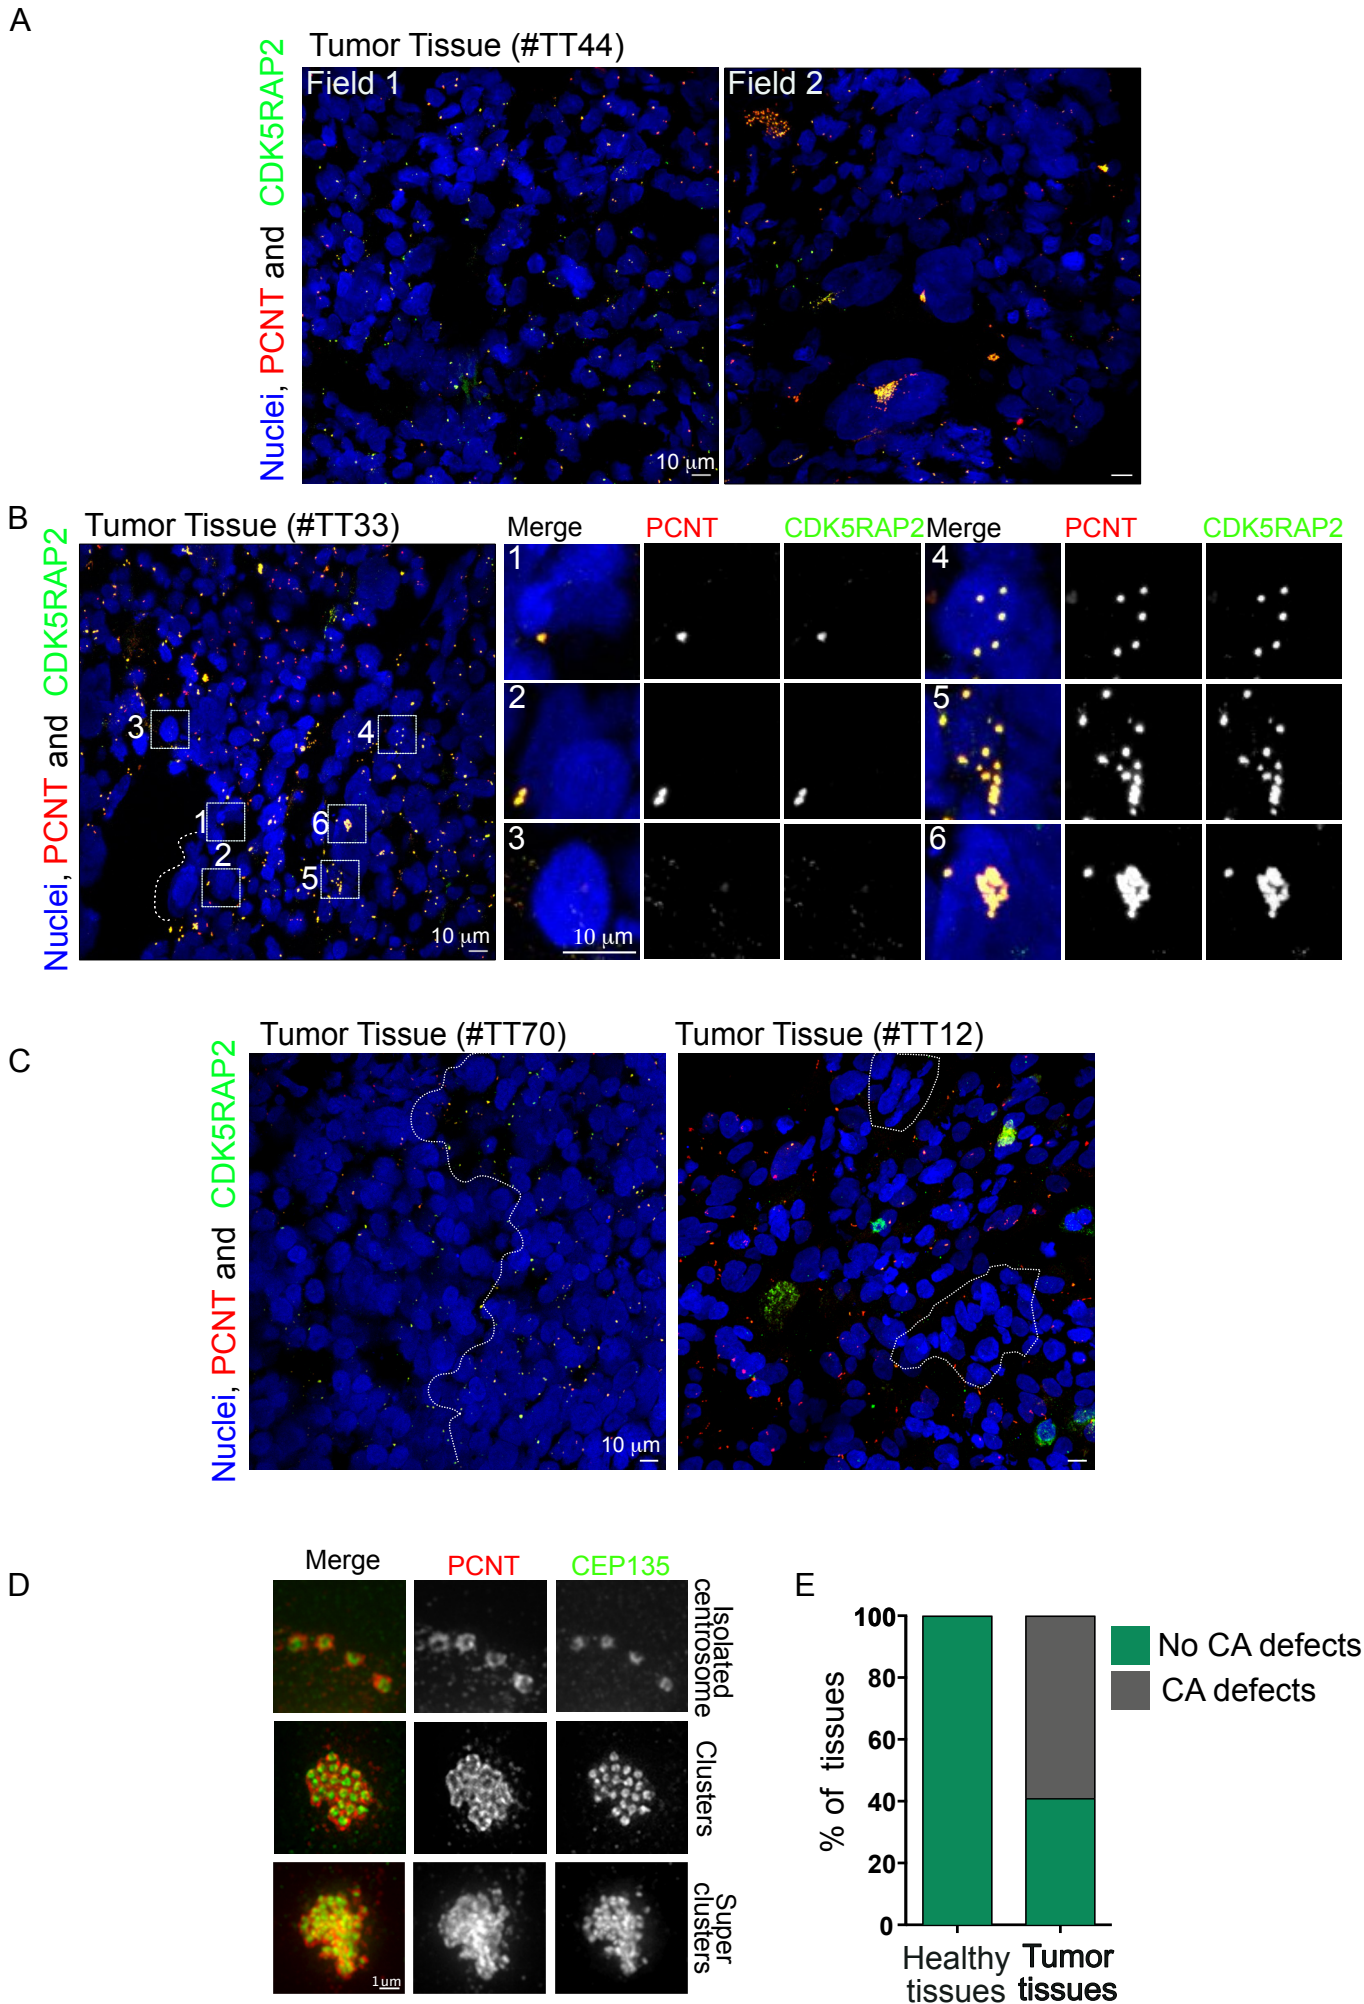 A
Tumor Tissue (#TT44)
Nuclei, PCNT and CDK5RAP2
Field 1
Field 2
10 µm
B
Tumor Tissue (#TT33)
Nuclei, PCNT and CDK5RAP2
Merge PCNT CDK5RAP2 Merge PCNT CDK5RAP2
1
4
2
5
3
6
10 µm
3
4
1
6
2
5
10 µm
C
Tumor Tissue (#TT70)
Tumor Tissue (#TT12)
Nuclei, PCNT and CDK5RAP2
10 µm
D
Merge PCNT CEP135
Isolated
centrosome
Clusters
Super
clusters
1um
E
% of tissues
100
80
60
40
20
0
Healthy
tissues
Tumor
tissues
No CA defects
CA defects